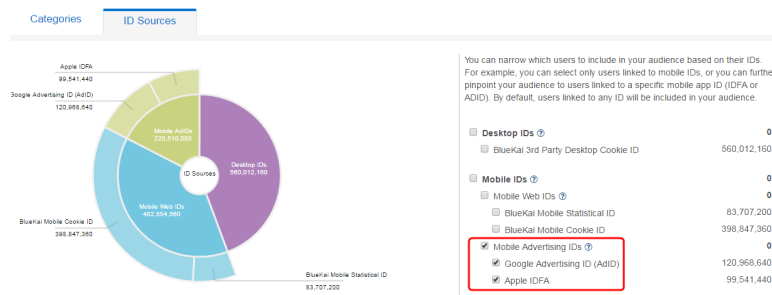 Categories
ID Sources
Apple IDFA
99,541,440
Google Advertising ID (AdID)
120,968,640
Mobile AdIDs
220,510,080
Desktop IDs
560,012,160
ID Sources
Mobile Web IDs
482,554,560
BlueKai Mobile Cookie ID
398,847,360
BlueKai Mobile Statistical ID
83,707,200
You can narrow which users to include in your audience based on their IDs.
For example, you can select only users linked to mobile IDs, or you can furthe
pinpoint your audience to users linked to a specific mobile app ID (IDFA or
ADID). By default, users linked to any ID will be included in your audience.
Desktop IDs ? 0
BlueKai 3rd Party Desktop Cookie ID 560,012,160
Mobile IDs ? 0
Mobile Web IDs ? 0
BlueKai Mobile Statistical ID 83,707,200
BlueKai Mobile Cookie ID 398,847,360
Mobile Advertising IDs ? 0
Google Advertising ID (AdID) 120,968,640
Apple IDFA 99,541,440